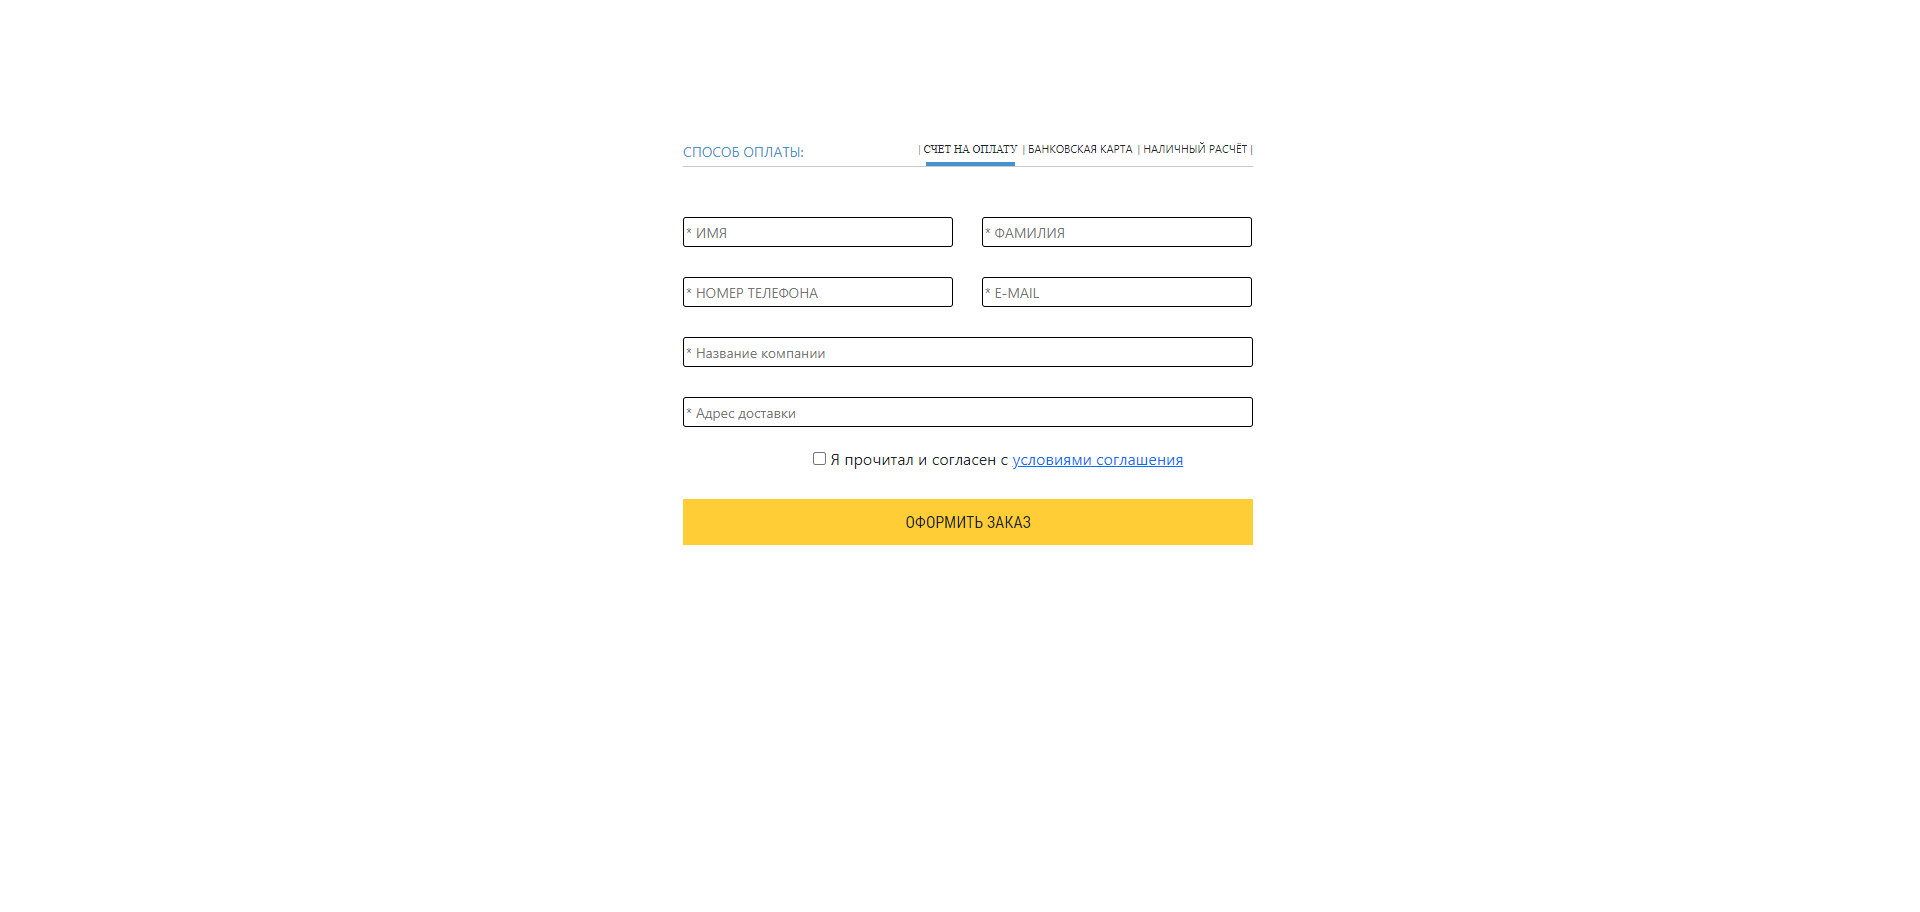 СПОСОБ ОПЛАТЫ: | СЧЕТ НА ОПЛАТУ | БАНКОВСКАЯ КАРТА | НАЛИЧНЫЙ РАСЧЁТ |
* ИМЯ * ФАМИЛИЯ
* НОМЕР ТЕЛЕФОНА * E-MAIL
* Название компании
* Адрес доставки
Я прочитал и согласен с условиями соглашения
ОФОРМИТЬ ЗАКАЗ